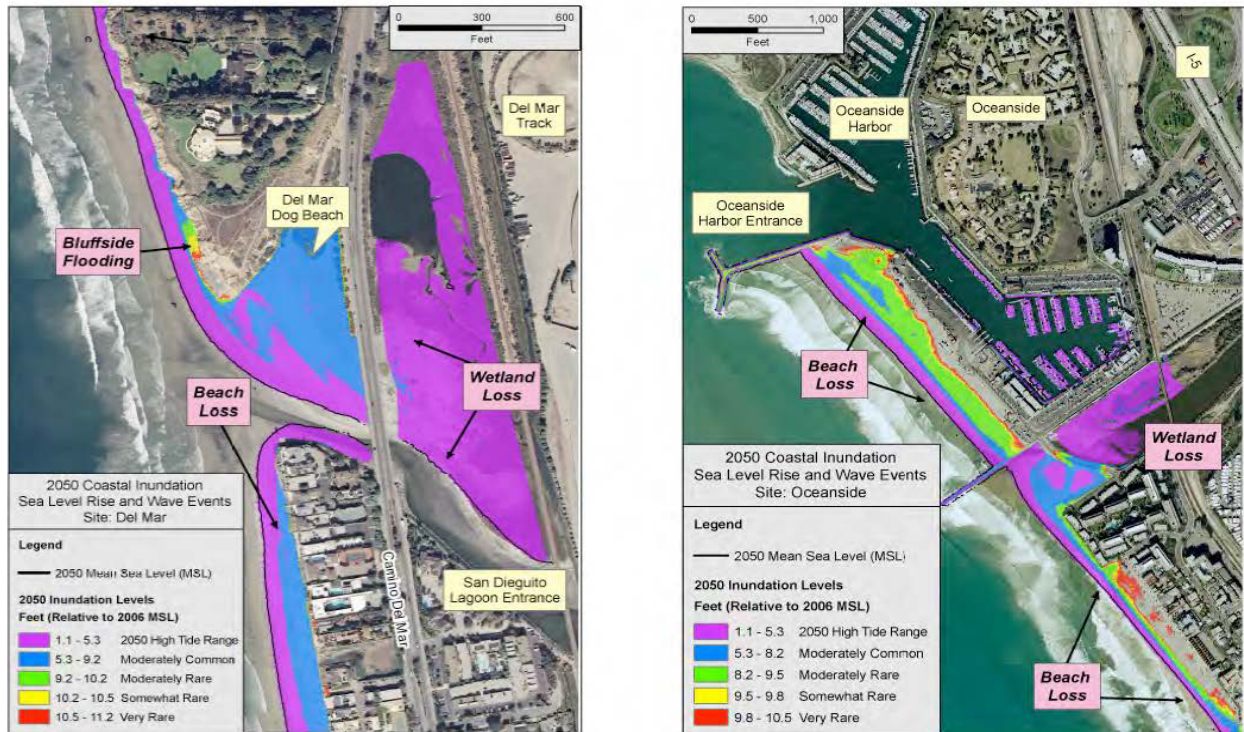 0 300 600
Feet
Del Mar
Track
Del Mar
Dog Beach
Bluffside
Flooding
Beach
Loss
Wetland
Loss
2050 Coastal Inundation
Sea Level Rise and Wave Events
Site: Del Mar
Legend
2050 Mean Sea Level (MSL)
2050 Inundation Levels
Feet (Relative to 2006 MSL)
1.1 - 5.3 2050 High Tide Range
5.3 - 9.2 Moderately Common
9.2 - 10.2 Moderately Rare
10.2 - 10.5 Somewhat Rare
10.5 - 11.2 Very Rare
Camino Del Mar
San Dieguito
Lagoon Entrance
0 500 1,000
Feet
I-5
Oceanside
Harbor
Oceanside
Oceanside
Harbor Entrance
Beach
Loss
Wetland
Loss
2050 Coastal Inundation
Sea Level Rise and Wave Events
Site: Oceanside
Legend
2050 Mean Sea Level (MSL)
2050 Inundation Levels
Feet (Relative to 2006 MSL)
1.1 - 5.3 2050 High Tide Range
5.3 - 8.2 Moderately Common
8.2 - 9.5 Moderately Rare
9.5 - 9.8 Somewhat Rare
9.8 - 10.5 Very Rare
Beach
Loss